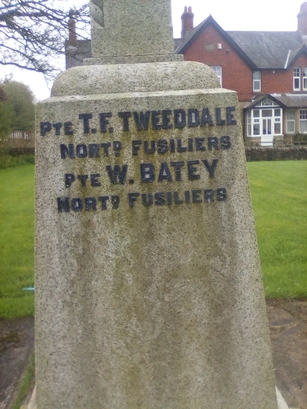 PTE T. F. TWEEDDALE
NORTD FUSILIERS
PTE W. BATEY
NORTD FUSILIERS